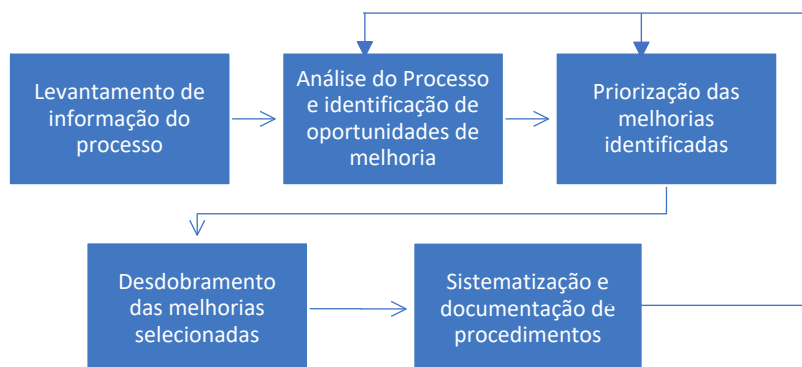 Levantamento de
informação do
processo
Análise do Processo
e identificação de
oportunidades de
melhoria
Priorização das
melhorias
identificadas
Desdobramento
das melhorias
selecionadas
Sistematização e
documentação de
procedimentos